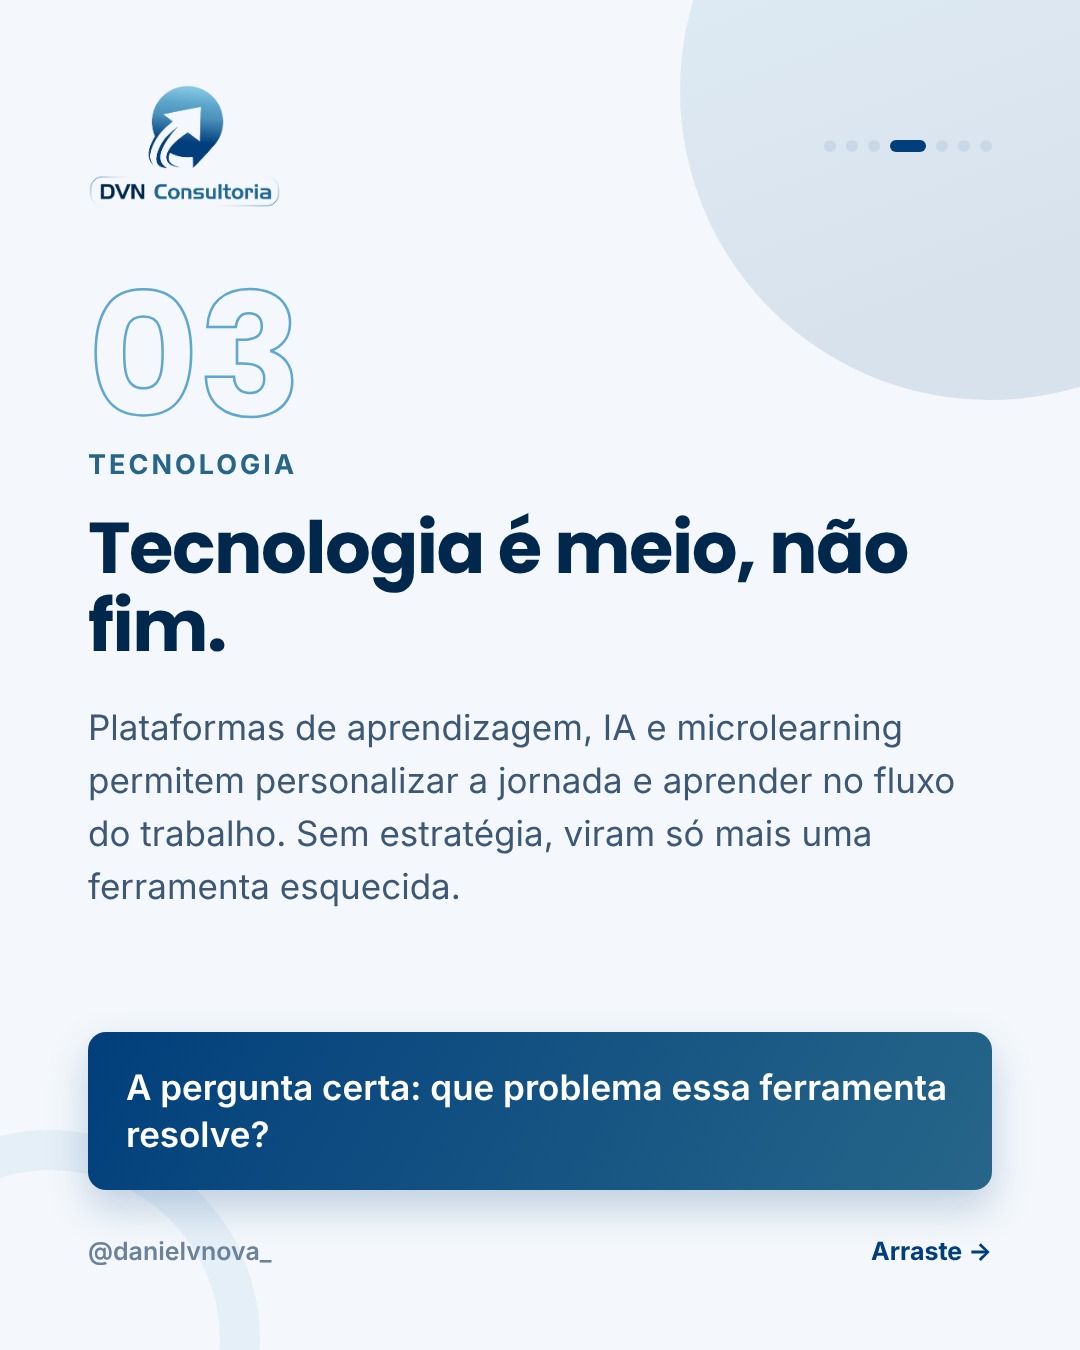 DVN Consultoria
03
TECNOLOGIA
Tecnologia é meio, não
fim.
Plataformas de aprendizagem, IA e microlearning
permitem personalizar a jornada e aprender no fluxo
do trabalho. Sem estratégia, viram só mais uma
ferramenta esquecida.
A pergunta certa: que problema essa ferramenta
resolve?
@danielvnova_
Arraste →